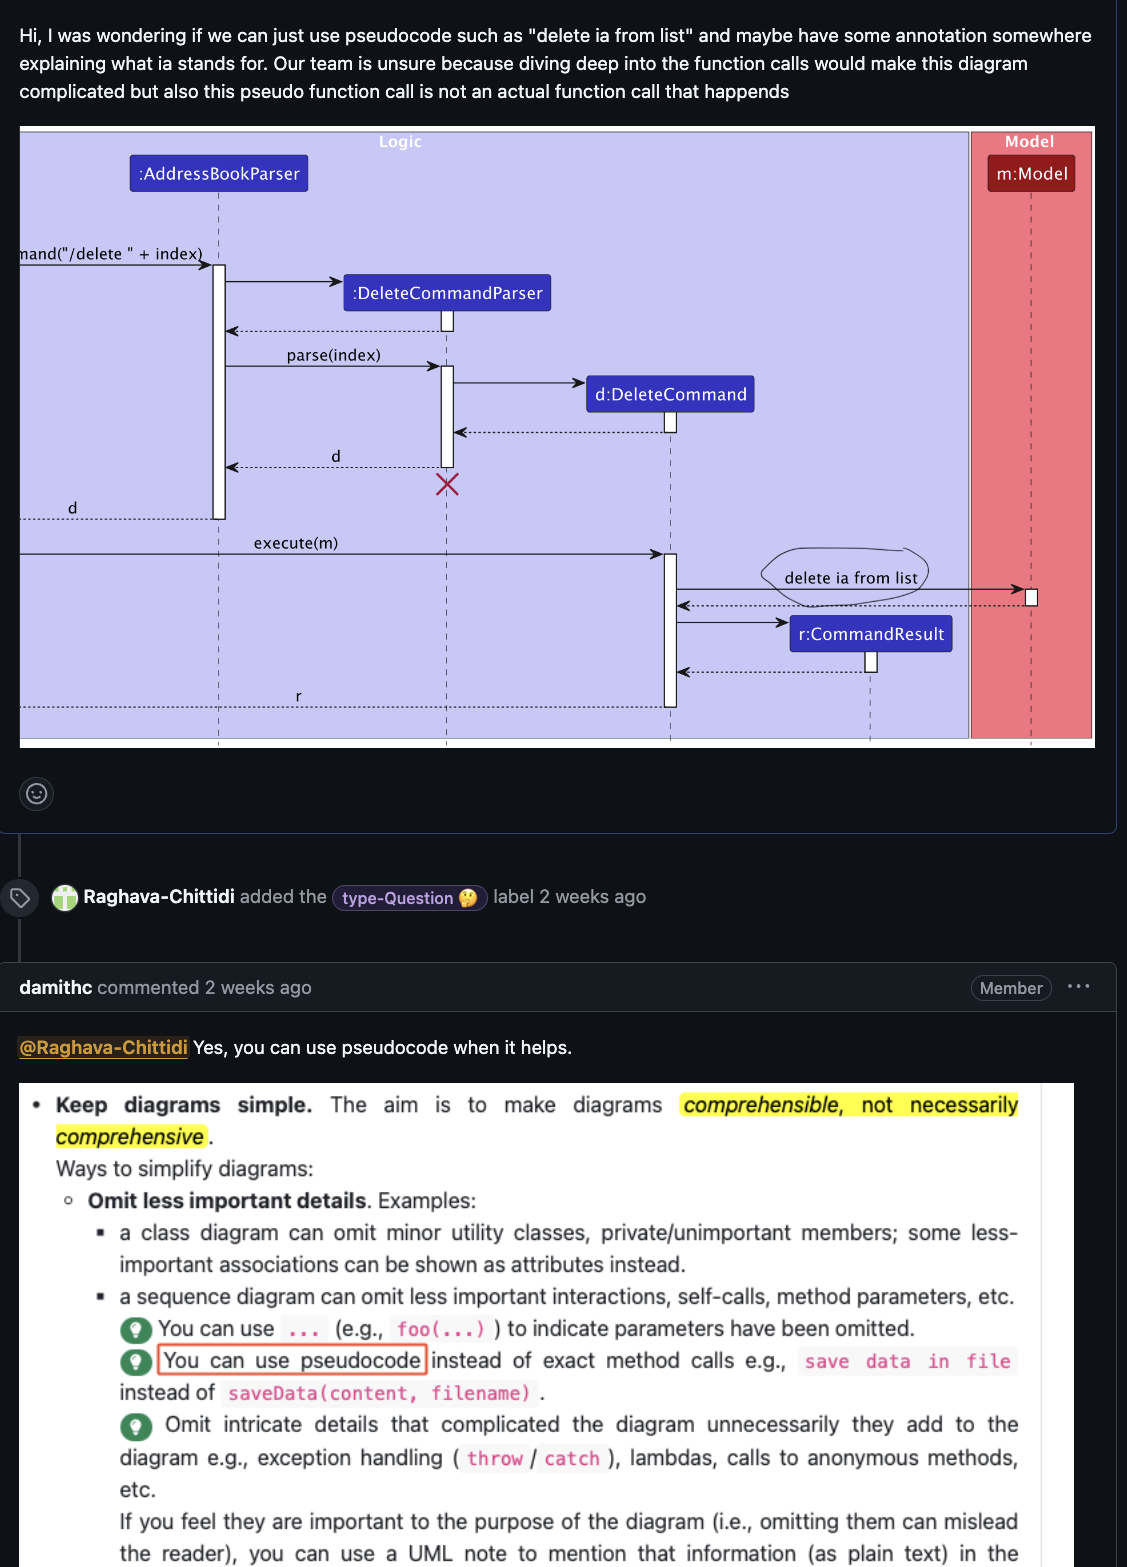 Hi, I was wondering if we can just use pseudocode such as "delete ia from list" and maybe have some annotation somewhere
explaining what ia stands for. Our team is unsure because diving deep into the function calls would make this diagram
complicated but also this pseudo function call is not an actual function call that happends
Logic
Model
:AddressBookParser
m:Model
mand("/delete " + index)
:DeleteCommandParser
parse(index)
d:DeleteCommand
d
d
execute(m)
delete ia from list
r:CommandResult
r
Raghava-Chittidi added the type-Question 🤔 label 2 weeks ago
damithc commented 2 weeks ago
Member
@Raghava-Chittidi Yes, you can use pseudocode when it helps.
• Keep diagrams simple. The aim is to make diagrams comprehensible, not necessarily
comprehensive.
Ways to simplify diagrams:
◦ Omit less important details. Examples:
▪ a class diagram can omit minor utility classes, private/unimportant members; some less-
important associations can be shown as attributes instead.
▪ a sequence diagram can omit less important interactions, self-calls, method parameters, etc.
You can use ... (e.g., foo(...) ) to indicate parameters have been omitted.
You can use pseudocode instead of exact method calls e.g., save data in file
instead of saveData(content, filename) .
Omit intricate details that complicated the diagram unnecessarily they add to the
diagram e.g., exception handling ( throw / catch ), lambdas, calls to anonymous methods,
etc.
If you feel they are important to the purpose of the diagram (i.e., omitting them can mislead
the reader), you can use a UML note to mention that information (as plain text) in the